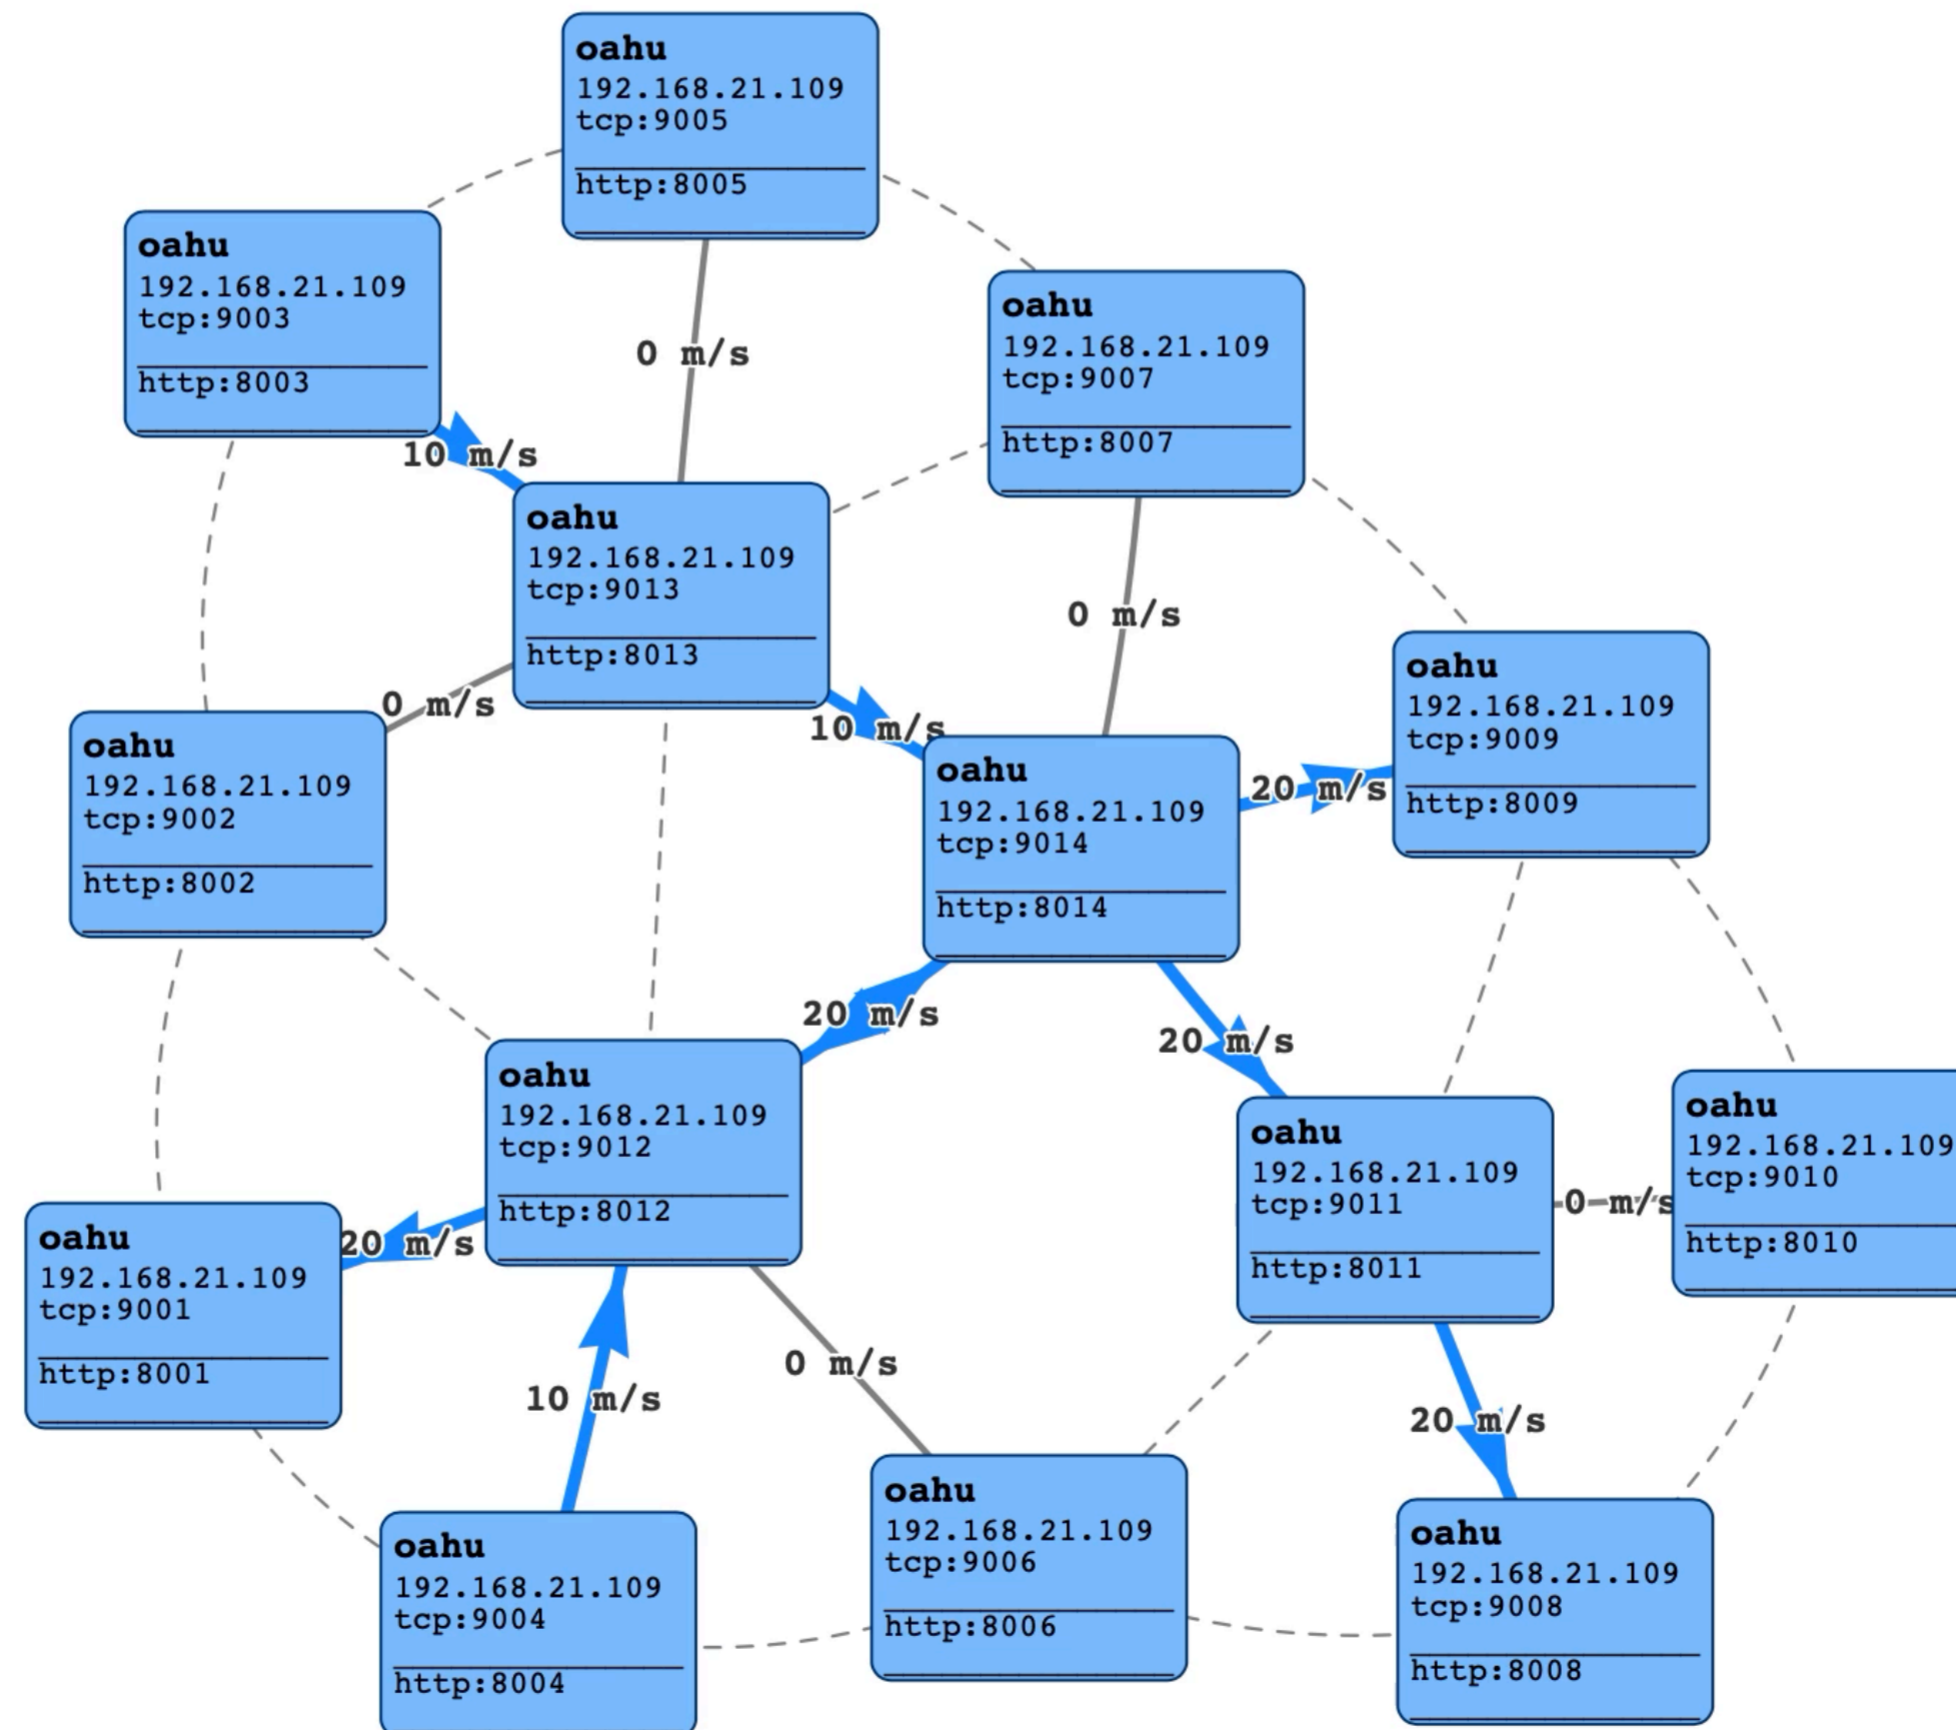 oahu
192.168.21.109
tcp:9005
http:8005
oahu
192.168.21.109
tcp:9003
http:8003
oahu
192.168.21.109
tcp:9007
http:8007
0 m/s
10 m/s
oahu
192.168.21.109
tcp:9013
http:8013
0 m/s
0 m/s
oahu
192.168.21.109
tcp:9009
http:8009
oahu
192.168.21.109
tcp:9002
http:8002
10 m/s
oahu
192.168.21.109
tcp:9014
http:8014
20 m/s
20 m/s
20 m/s
oahu
192.168.21.109
tcp:9012
http:8012
oahu
192.168.21.109
tcp:9011
http:8011
0 m/s
oahu
192.168.21.109
tcp:9010
http:8010
oahu
192.168.21.109
tcp:9001
http:8001
20 m/s
10 m/s
0 m/s
20 m/s
oahu
192.168.21.109
tcp:9004
http:8004
oahu
192.168.21.109
tcp:9006
http:8006
oahu
192.168.21.109
tcp:9008
http:8008